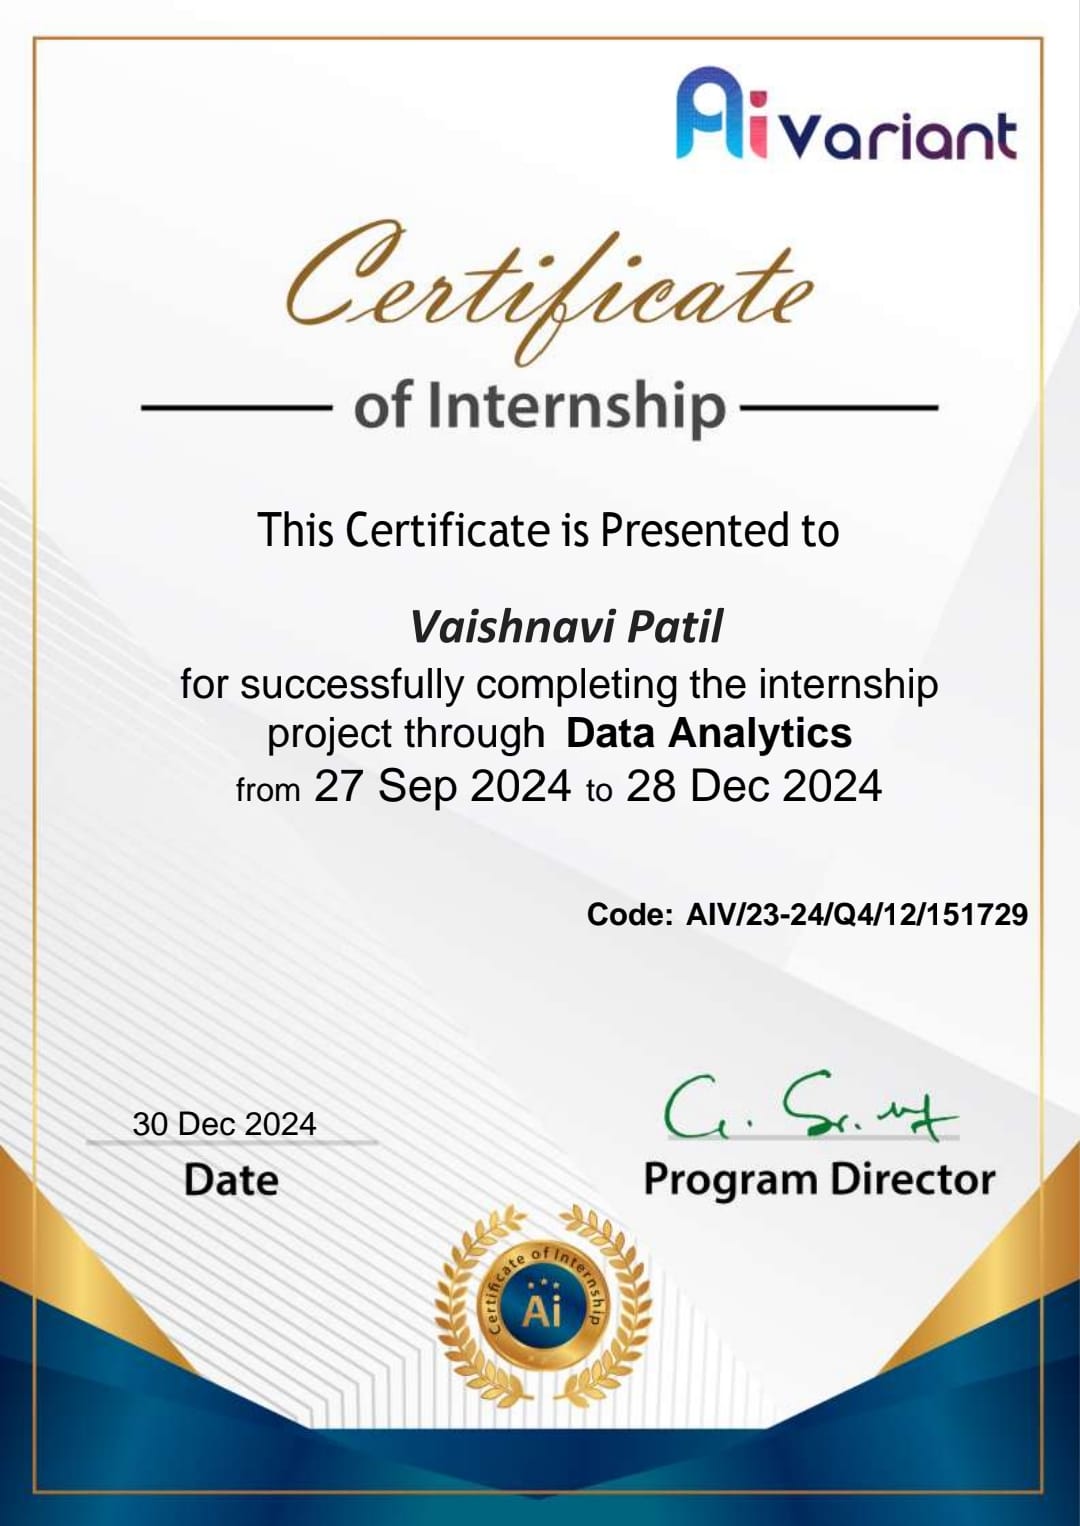 Aivariant
Certificate
of Internship
This Certificate is Presented to
Vaishnavi Patil
for successfully completing the internship
project through Data Analytics
from 27 Sep 2024 to 28 Dec 2024
Code: AIV/23-24/Q4/12/151729
30 Dec 2024
Date
Program Director
Certificate of Internship
Ai